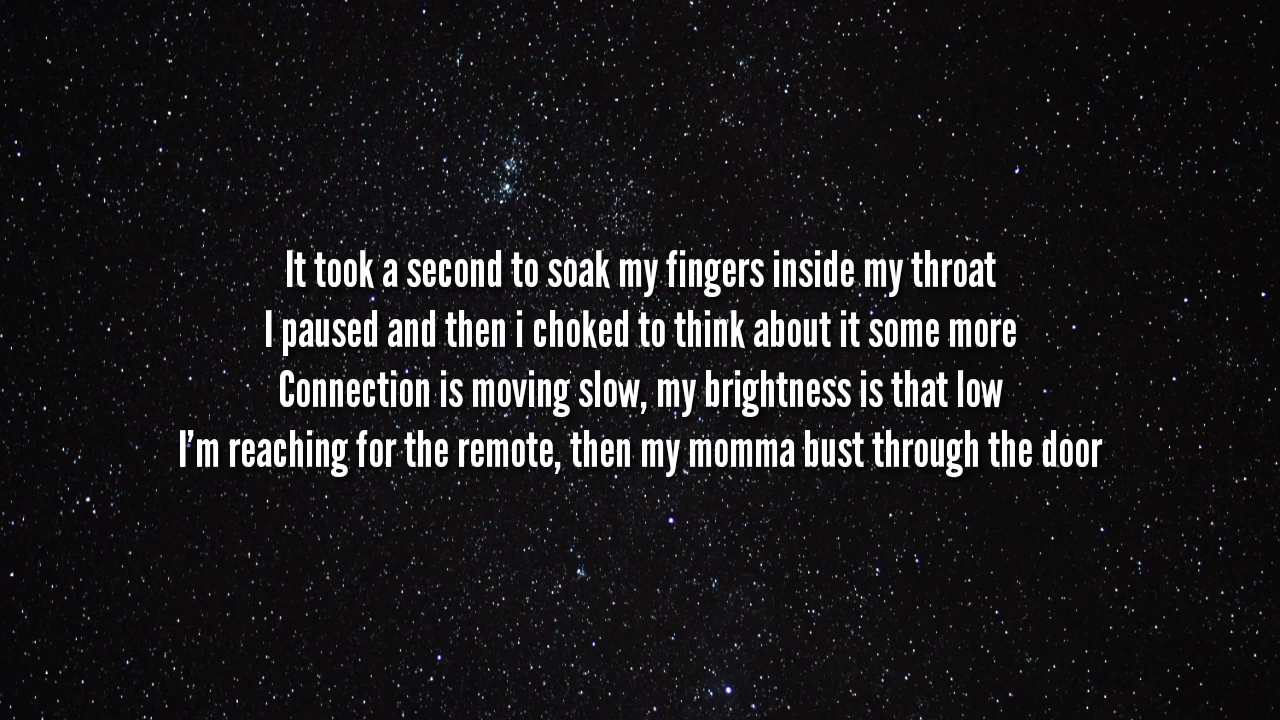 It took a second to soak my fingers inside my throat
I paused and then i choked to think about it some more
Connection is moving slow, my brightness is that low
I'm reaching for the remote, then my momma bust through the door